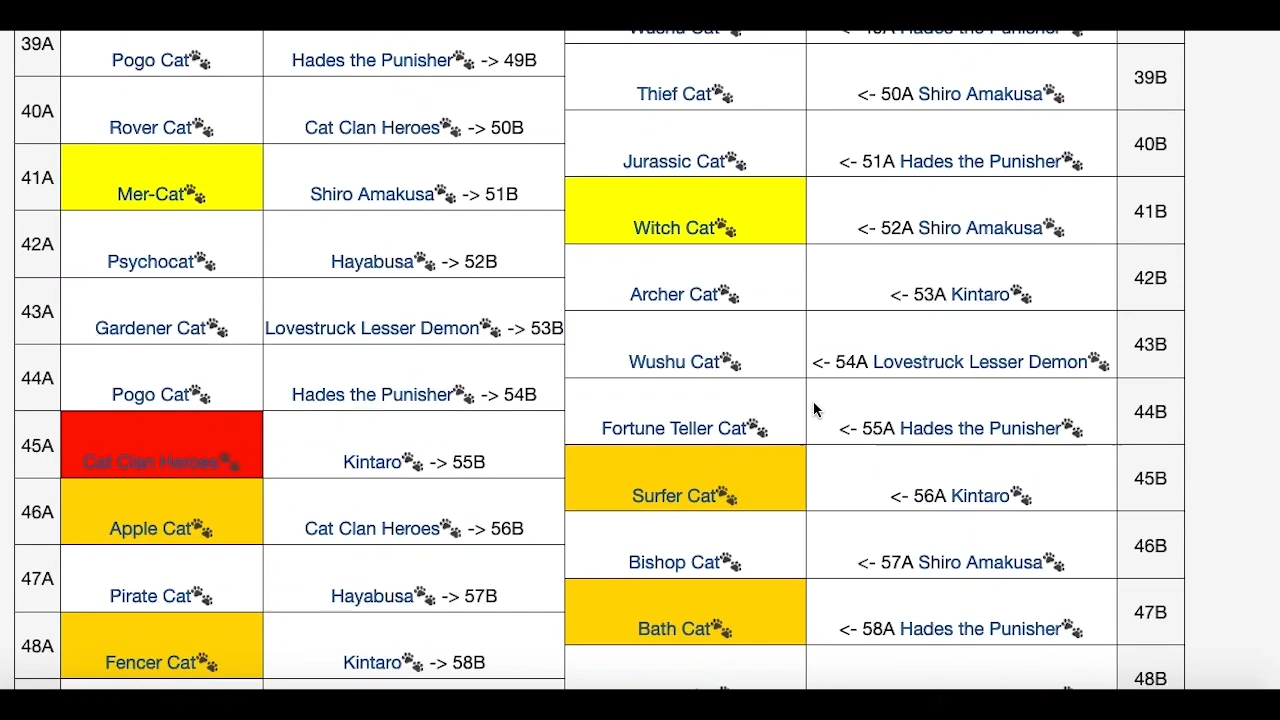 39A Pogo Cat🐾 Hades the Punisher🐾 -> 49B
Wushu Cat🐾 <- 49A Hades the Punisher🐾
Thief Cat🐾 <- 50A Shiro Amakusa🐾 39B
40A Rover Cat🐾 Cat Clan Heroes🐾 -> 50B
Jurassic Cat🐾 <- 51A Hades the Punisher🐾 40B
41A Mer-Cat🐾 Shiro Amakusa🐾 -> 51B
Witch Cat🐾 <- 52A Shiro Amakusa🐾 41B
42A Psychocat🐾 Hayabusa🐾 -> 52B
Archer Cat🐾 <- 53A Kintaro🐾 42B
43A Gardener Cat🐾 Lovestruck Lesser Demon🐾 -> 53B
Wushu Cat🐾 <- 54A Lovestruck Lesser Demon🐾 43B
44A Pogo Cat🐾 Hades the Punisher🐾 -> 54B
Fortune Teller Cat🐾 <- 55A Hades the Punisher🐾 44B
45A Cat Clan Heroes🐾 Kintaro🐾 -> 55B
Surfer Cat🐾 <- 56A Kintaro🐾 45B
46A Apple Cat🐾 Cat Clan Heroes🐾 -> 56B
Bishop Cat🐾 <- 57A Shiro Amakusa🐾 46B
47A Pirate Cat🐾 Hayabusa🐾 -> 57B
Bath Cat🐾 <- 58A Hades the Punisher🐾 47B
48A Fencer Cat🐾 Kintaro🐾 -> 58B
48B